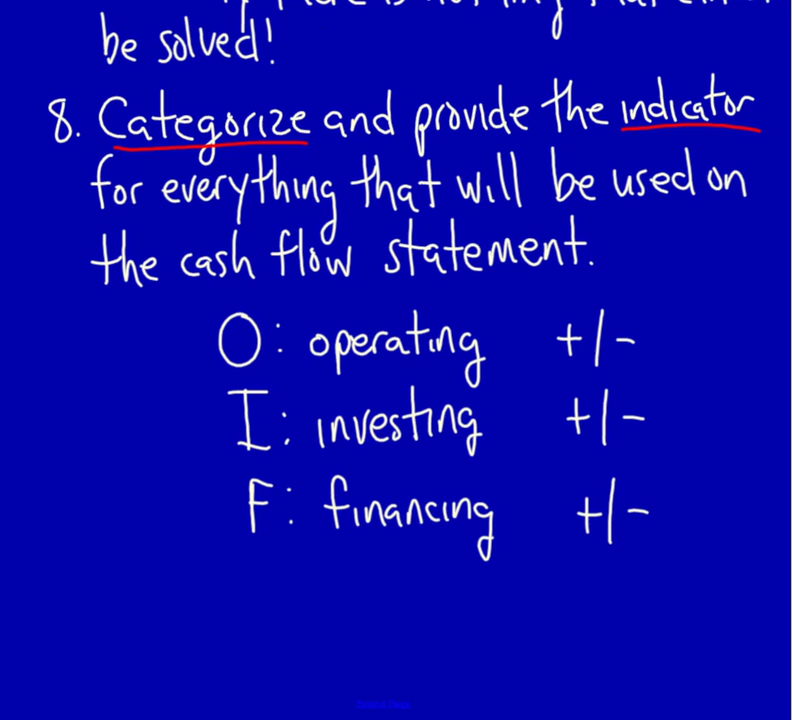 be solved!
8. Categorize and provide the indicator
for everything that will be used on
the cash flow statement.
O: operating +/-
I: investing +/-
F: financing +/-